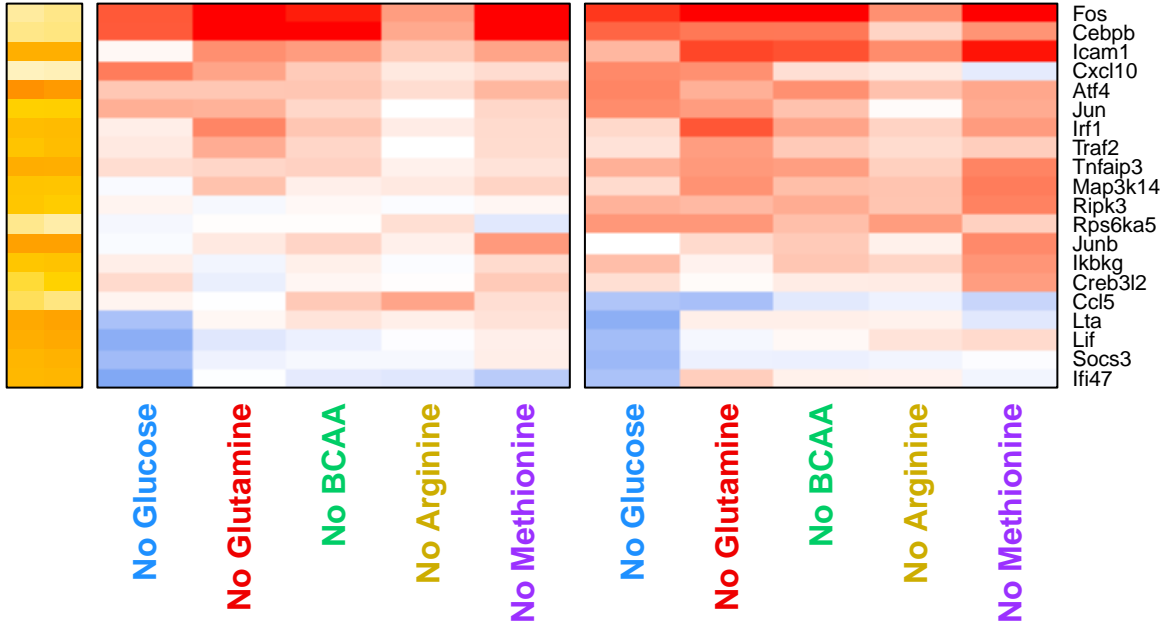 Fos
Cebpb
Icam1
Cxcl10
Atf4
Jun
Irf1
Traf2
Tnfaip3
Map3k14
Ripk3
Rps6ka5
Junb
Ikbkg
Creb3l2
Ccl5
Lta
Lif
Socs3
Ifi47
No Glucose
No Glutamine
No BCAA
No Arginine
No Methionine
No Glucose
No Glutamine
No BCAA
No Arginine
No Methionine